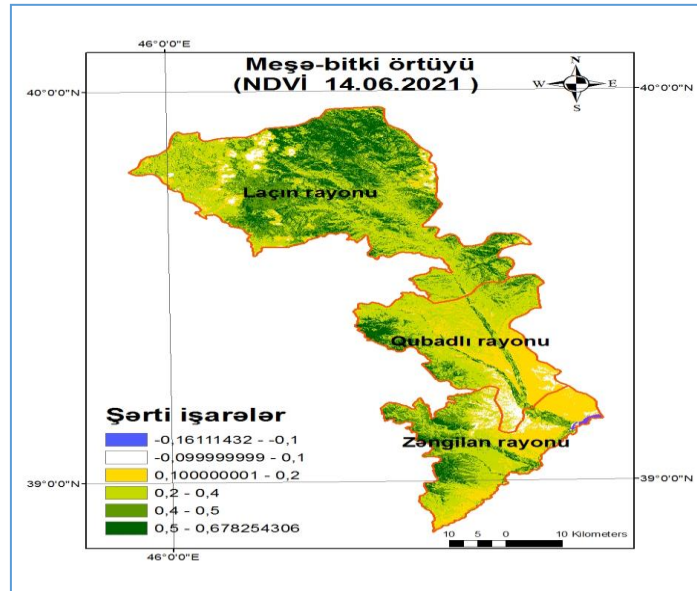 46°0'0"E
Meşə-bitki örtüyü
(NDVİ 14.06.2021 )
N
W E
S
40°0'0"N
40°0'0"N
Laçın rayonu
Qubadlı rayonu
Şərti işarələr
Zəngilan rayonu
-0,16111432 - -0,1
-0,099999999 - 0,1
0,100000001 - 0,2
0,2 - 0,4
0,4 - 0,5
0,5 - 0,678254306
39°0'0"N
39°0'0"N
10 5 0 10 Kilometers
46°0'0"E